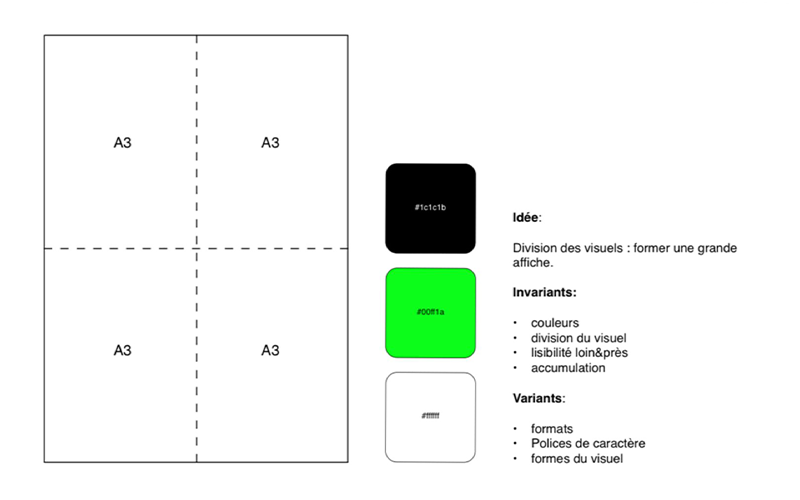 A3
A3
A3
A3
#1c1c1b
#00ff1a
#ffffff
Idée:
Division des visuels : former une grande
affiche.
Invariants:
• couleurs
• division du visuel
• lisibilité loin&près
• accumulation
Variants:
• formats
• Polices de caractère
• formes du visuel